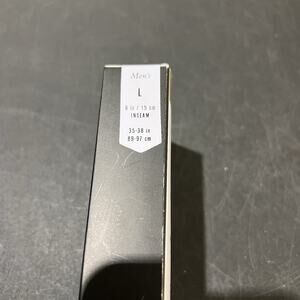 Men's
L
6 in / 15 cm
INSEAM
35-38 in
89-97 cm